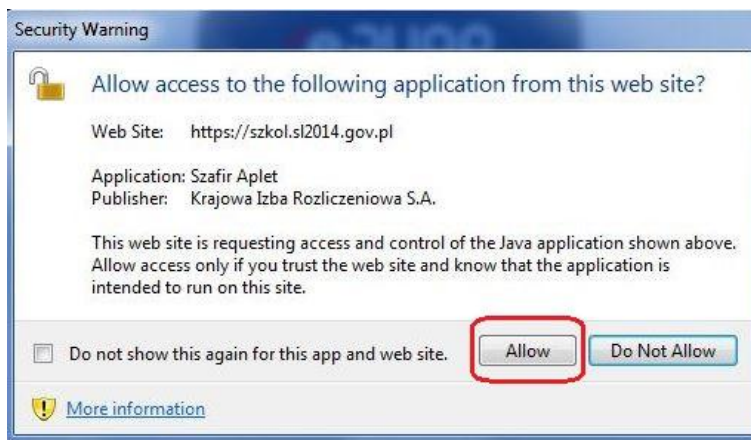 Security Warning
Allow access to the following application from this web site?
Web Site: https://szkol.sl2014.gov.pl
Application: Szafir Aplet
Publisher: Krajowa Izba Rozliczeniowa S.A.
This web site is requesting access and control of the Java application shown above.
Allow access only if you trust the web site and know that the application is
intended to run on this site.
Do not show this again for this app and web site. Allow Do Not Allow
More information